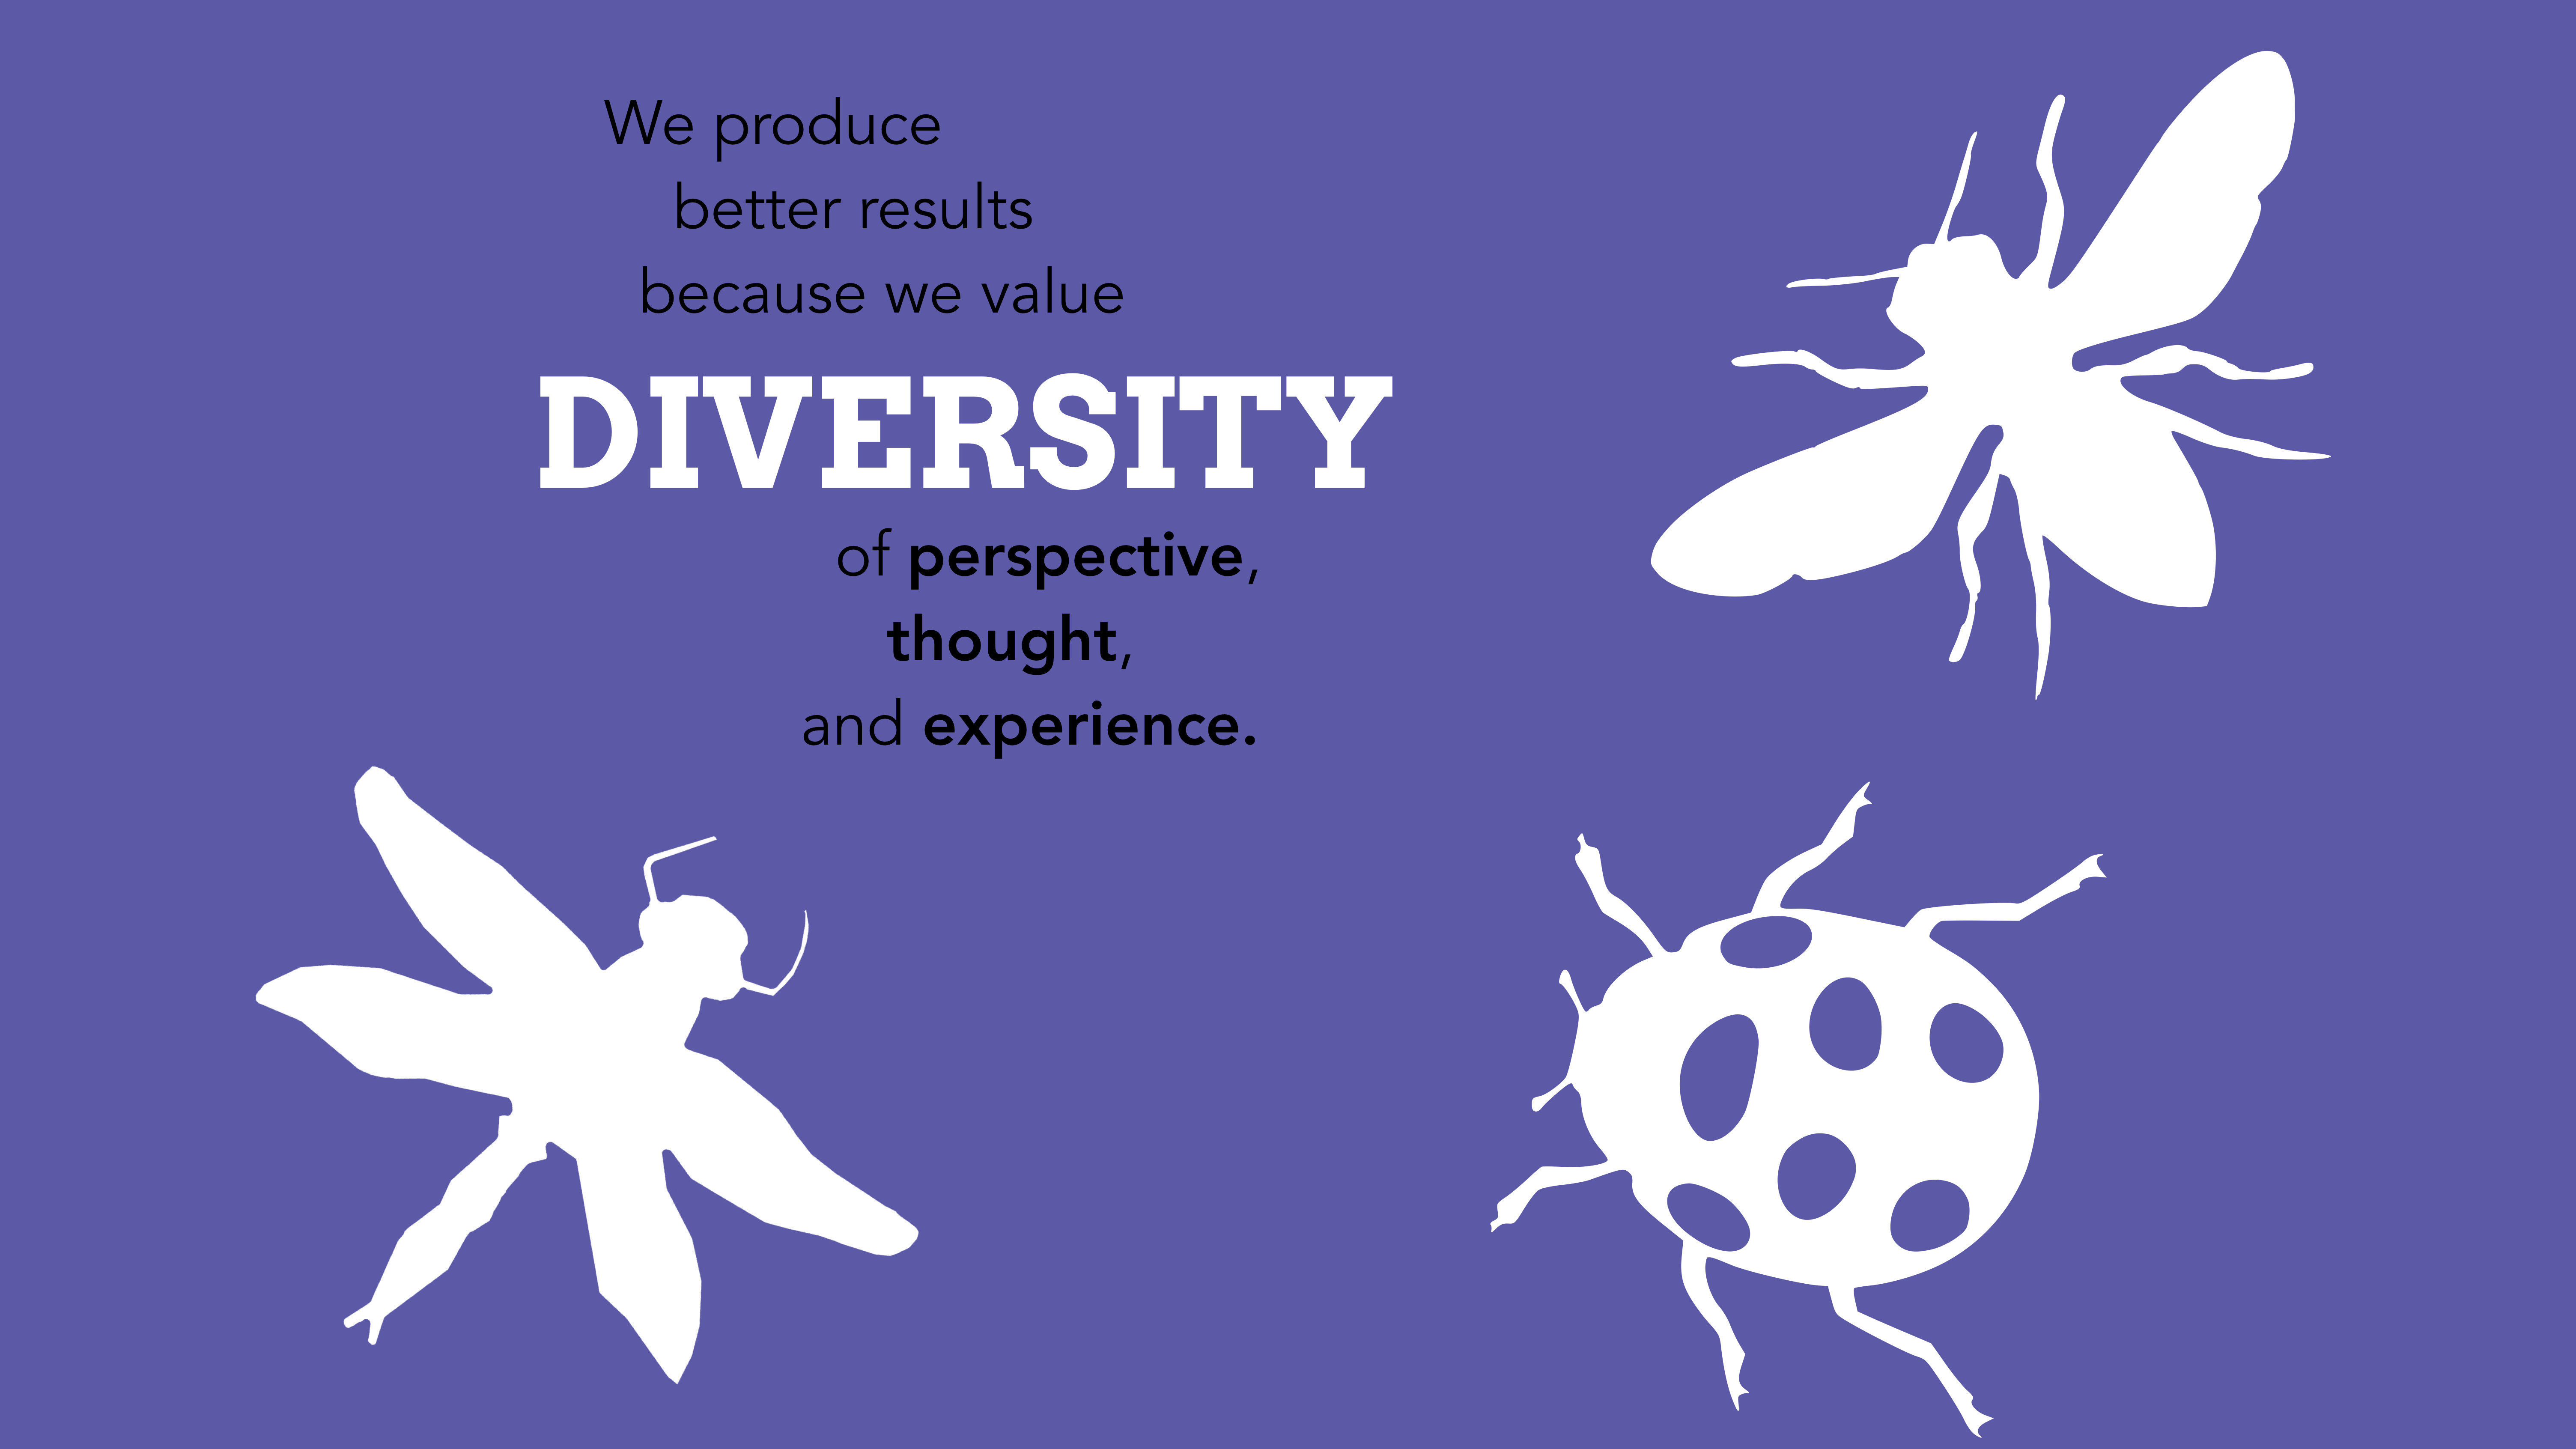 We produce
better results
because we value
DIVERSITY
of perspective,
thought,
and experience.